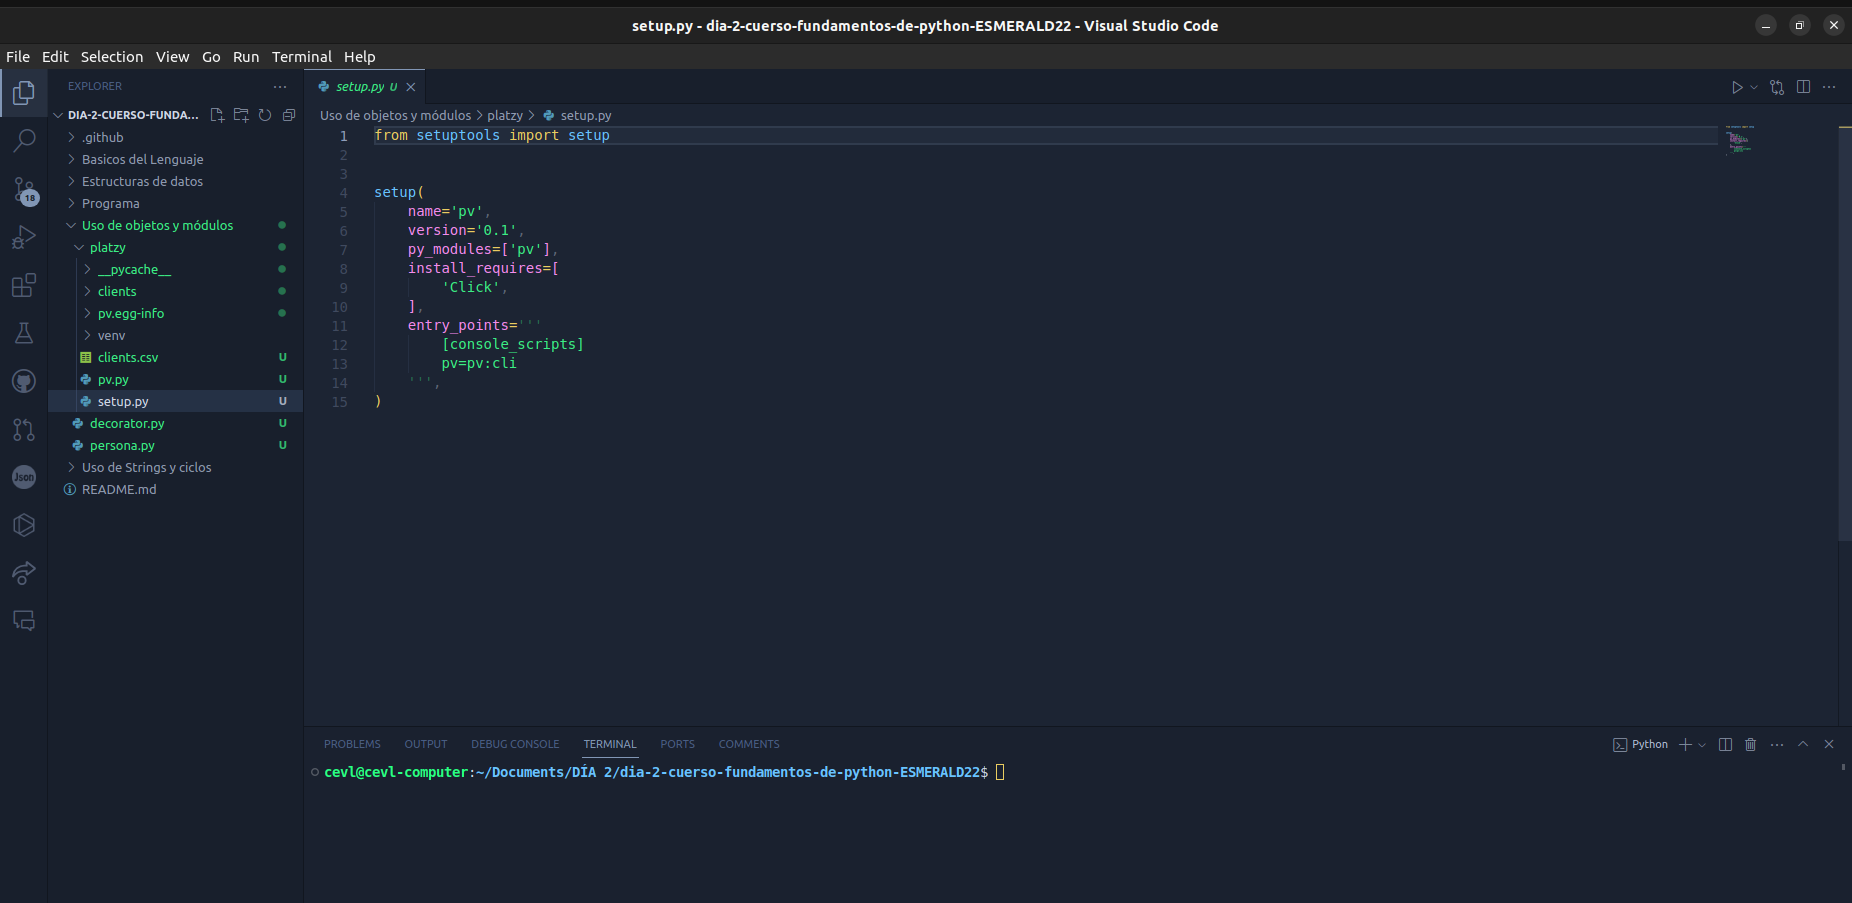 setup.py - dia-2-cuerso-fundamentos-de-python-ESMERALD22 - Visual Studio Code
File Edit Selection View Go Run Terminal Help
EXPLORER
DIA-2-CUERSO-FUNDA...
.github
Basicos del Lenguaje
Estructuras de datos
Programa
Uso de objetos y módulos
platzy
__pycache__
clients
pv.egg-info
venv
clients.csv U
pv.py U
setup.py U
decorator.py U
persona.py U
Uso de Strings y ciclos
README.md
18
Json
setup.py U
Uso de objetos y módulos > platzy > setup.py
1 from setuptools import setup
2
3
4 setup(
5 name='pv',
6 version='0.1',
7 py_modules=['pv'],
8 install_requires=[
9 'Click',
10 ],
11 entry_points='''
12 [console_scripts]
13 pv=pv:cli
14 ''',
15 )
PROBLEMS OUTPUT DEBUG CONSOLE TERMINAL PORTS COMMENTS
Python
cevl@cevl-computer:~/Documents/DÍA 2/dia-2-cuerso-fundamentos-de-python-ESMERALD22$